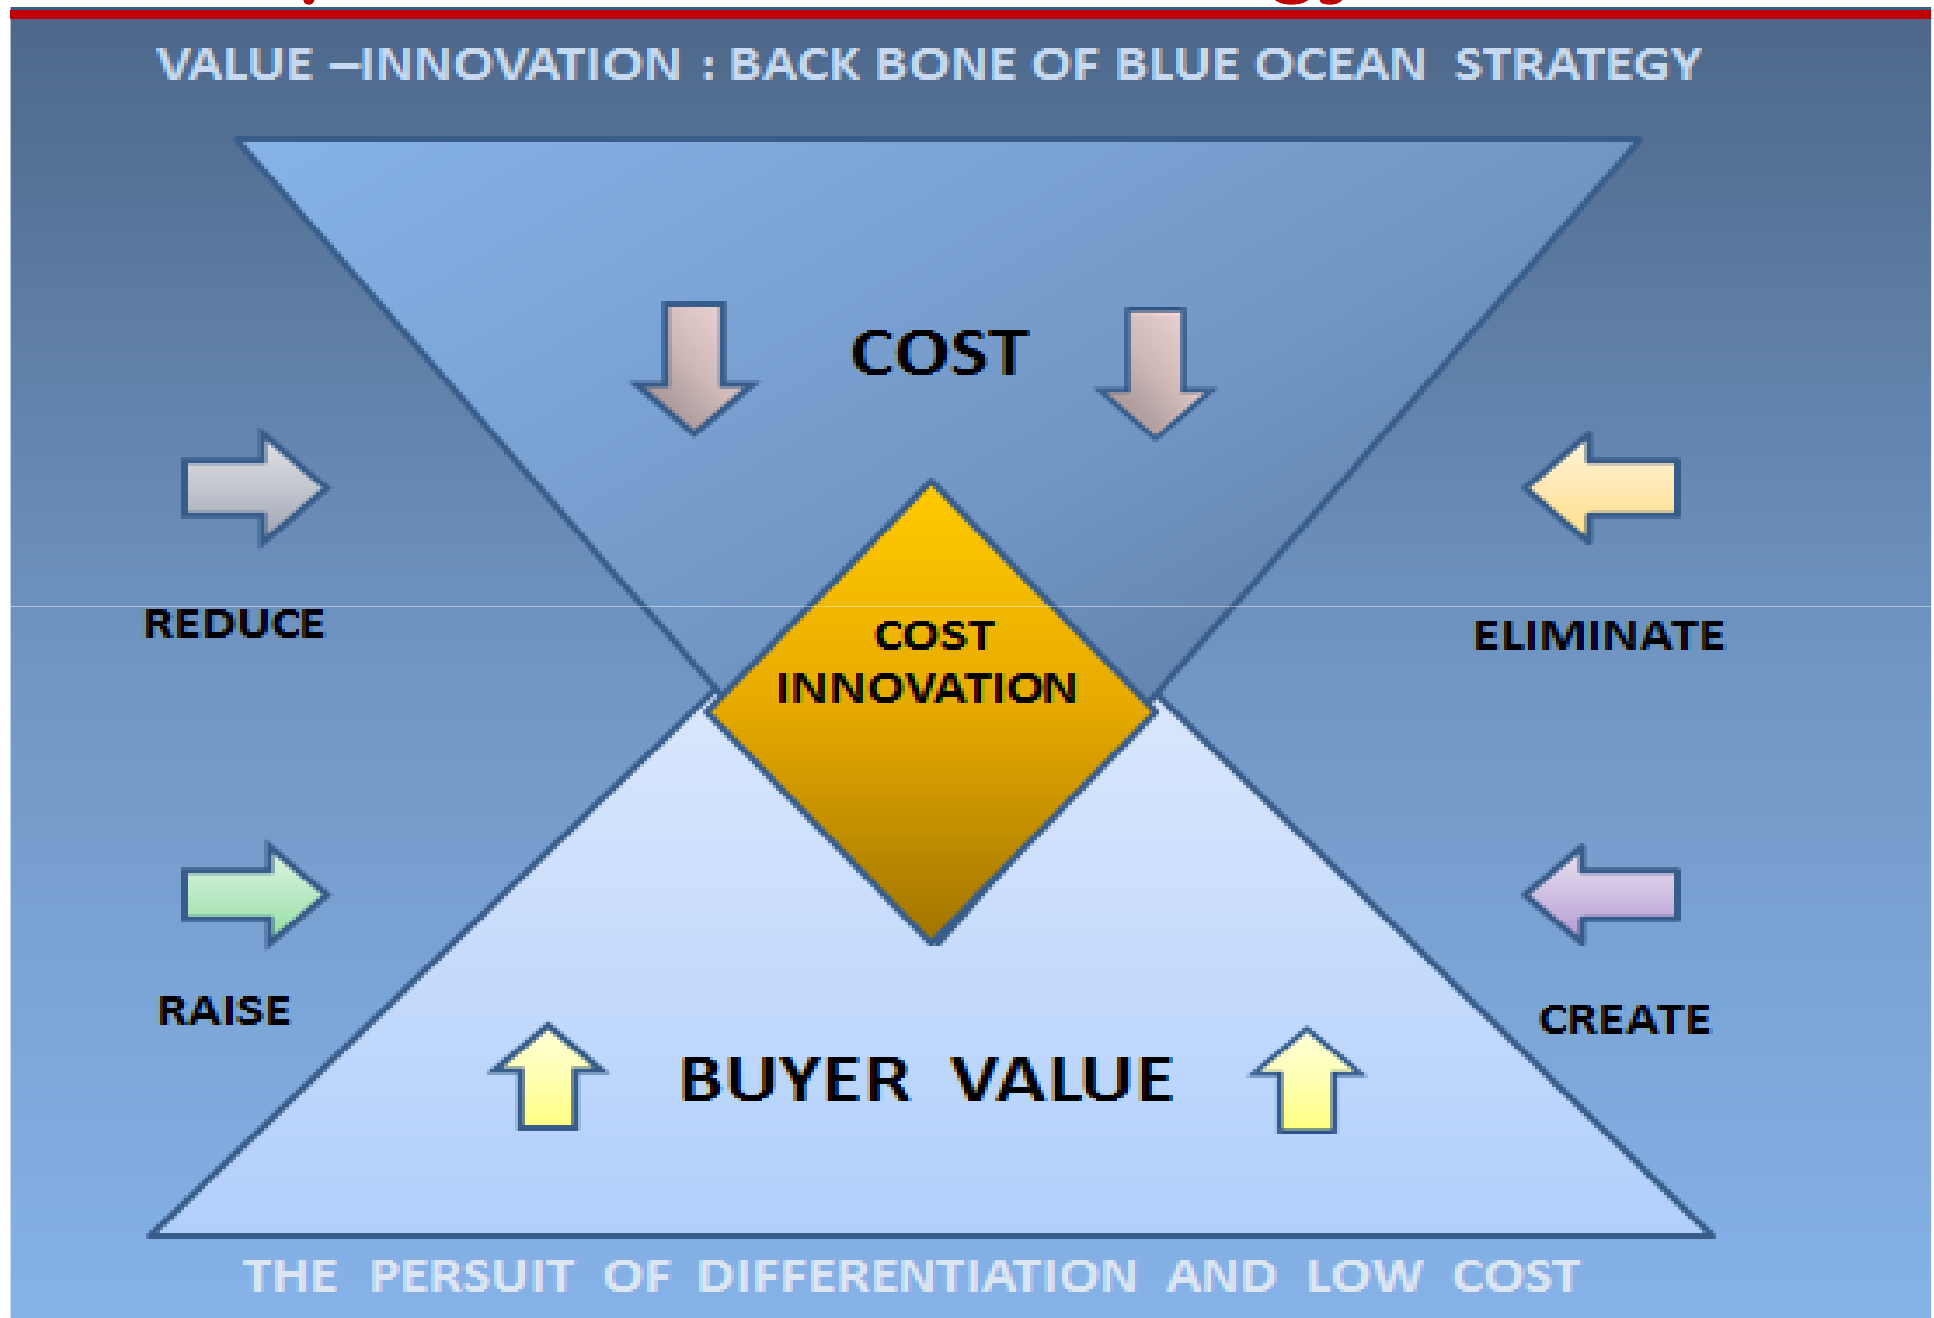 VALUE –INNOVATION : BACK BONE OF BLUE OCEAN STRATEGY
COST
REDUCE
ELIMINATE
COST
INNOVATION
RAISE
CREATE
BUYER VALUE
THE PERSUIT OF DIFFERENTIATION AND LOW COST